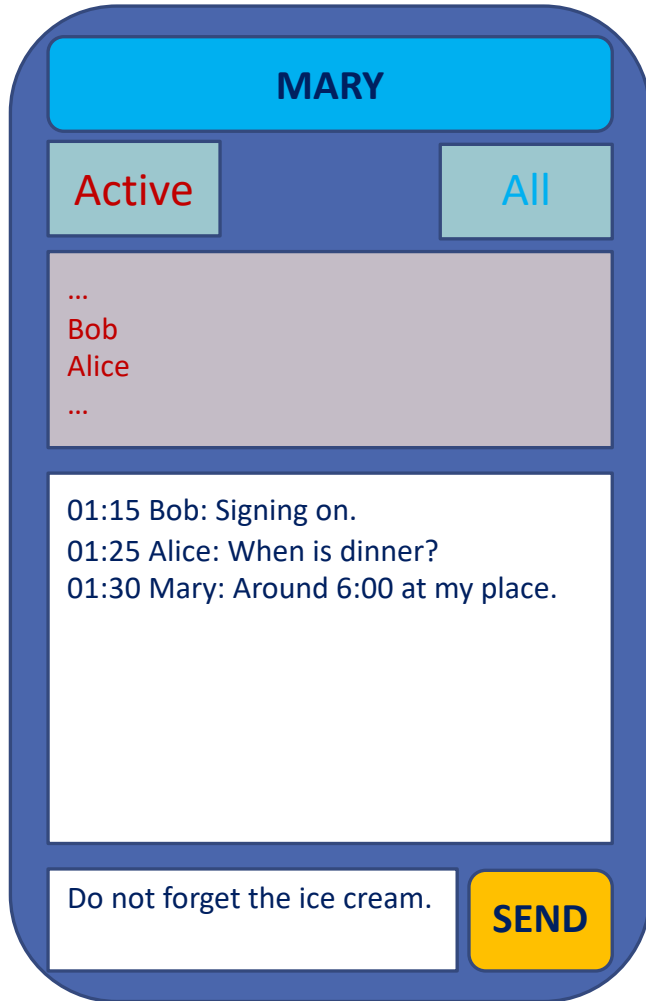 MARY
Active
All
…
Bob
Alice
…
01:15 Bob: Signing on.
01:25 Alice: When is dinner?
01:30 Mary: Around 6:00 at my place.
Do not forget the ice cream.
SEND